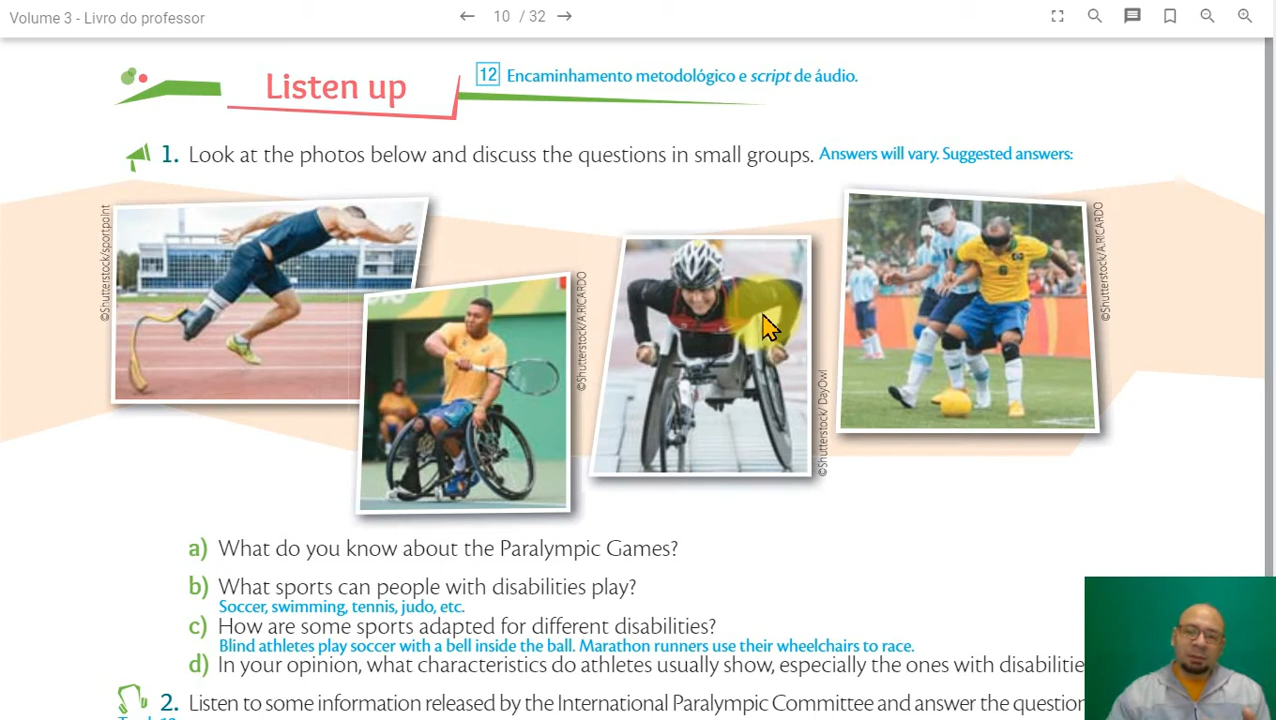 Volume 3 - Livro do professor
10 / 32
Listen up
12 Encaminhamento metodológico e script de áudio.
1. Look at the photos below and discuss the questions in small groups. Answers will vary. Suggested answers:
©Shutterstock/sportpoint
©Shutterstock/A.RICARDO
©Shutterstock/ DayOwl
©Shutterstock/A.RICARDO
a) What do you know about the Paralympic Games?
b) What sports can people with disabilities play?
Soccer, swimming, tennis, judo, etc.
c) How are some sports adapted for different disabilities?
Blind athletes play soccer with a bell inside the ball. Marathon runners use their wheelchairs to race.
d) In your opinion, what characteristics do athletes usually show, especially the ones with disabilitie
2. Listen to some information released by the International Paralympic Committee and answer the question